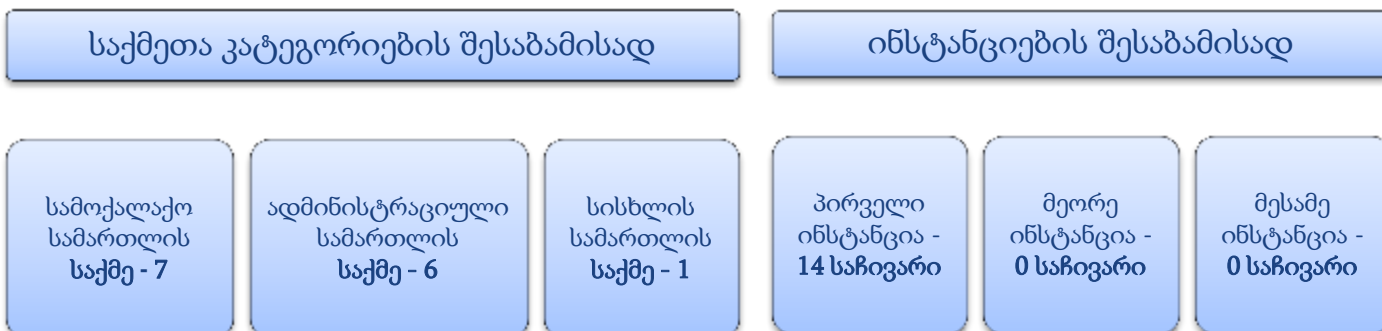 საქმეთა კატეგორიების შესაბამისად
სამოქალაქო
სამართლის
საქმე - 7
ადმინისტრაციული
სამართლის
საქმე - 6
სისხლის
სამართლის
საქმე - 1
ინსტანციების შესაბამისად
პირველი
ინსტანცია -
14 საჩივარი
მეორე
ინსტანცია -
0 საჩივარი
მესამე
ინსტანცია -
0 საჩივარი